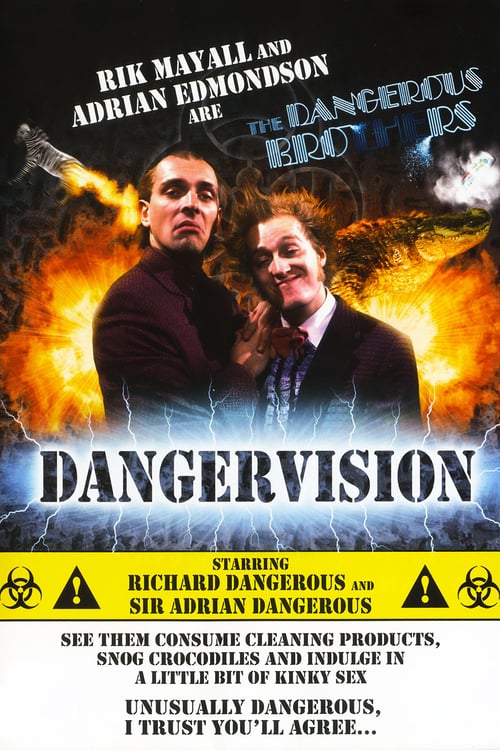 RIK MAYALL AND
ADRIAN EDMONDSON
ARE
THE DANGEROUS
BROTHERS
DANGERVISION
STARRING
RICHARD DANGEROUS AND
SIR ADRIAN DANGEROUS
SEE THEM CONSUME CLEANING PRODUCTS,
SNOG CROCODILES AND INDULGE IN
A LITTLE BIT OF KINKY SEX
UNUSUALLY DANGEROUS,
I TRUST YOU'LL AGREE...